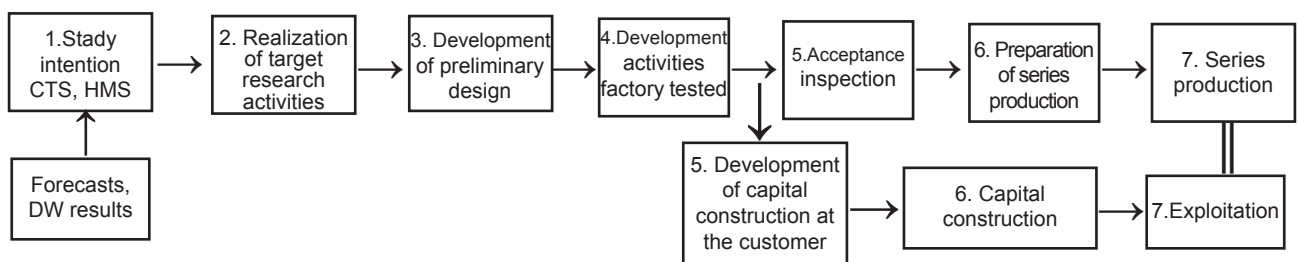 1.Stady
intention
CTS, HMS
2. Realization
of target
research
activities
3. Development
of preliminary
design
4.Development
activities
factory tested
5.Acceptance
inspection
6. Preparation
of series
production
7. Series
production
Forecasts,
DW results
5. Development
of capital
construction at
the customer
6. Capital
construction
7.Exploitation